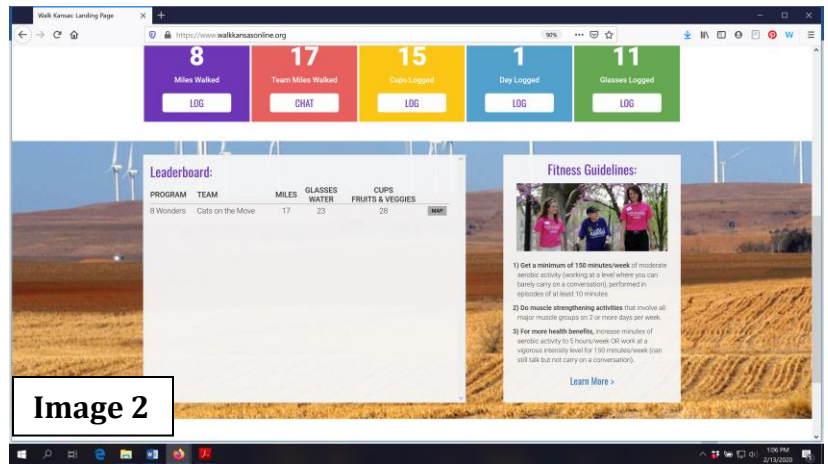 Walk Kansas: Landing Page
https://www.walkkansasonline.org
90%
8
Miles Walked
LOG
17
Team Miles Walked
CHAT
15
Cups Logged
LOG
1
Day Logged
LOG
11
Glasses Logged
LOG
Leaderboard:
PROGRAM TEAM MILES GLASSES WATER CUPS FRUITS & VEGGIES
8 Wonders Cats on the Move 17 23 28 MAP
Fitness Guidelines:
1) Get a minimum of 150 minutes/week of moderate
aerobic activity (working at a level where you can
barely carry on a conversation), performed in
episodes of at least 10 minutes.
2) Do muscle strengthening activities that involve all
major muscle groups on 2 or more days per week.
3) For more health benefits, increase minutes of
aerobic activity to 5 hours/week OR work at a
vigorous intensity level for 150 minutes/week (can
still talk but not carry on a conversation).
Learn More >
Image 2
1:06 PM
2/13/2020